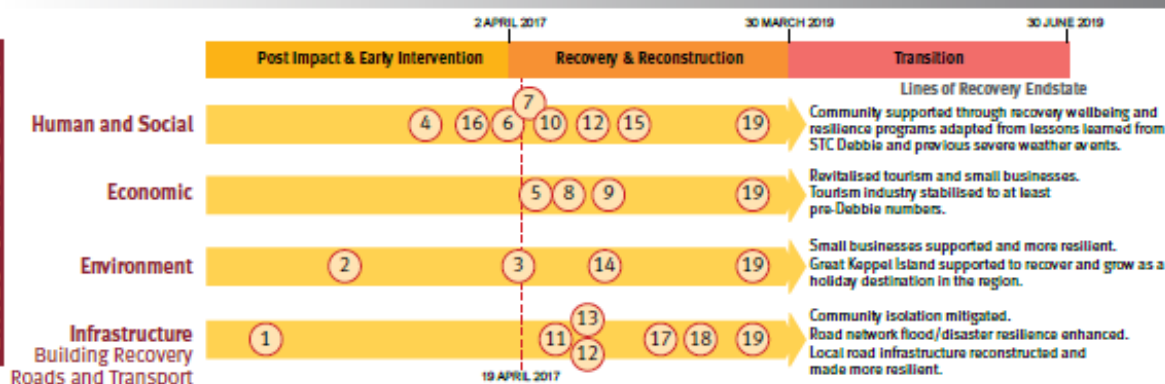 2 APRIL 2017
30 MARCH 2019
30 JUNE 2019
Post Impact & Early Intervention
Recovery & Reconstruction
Transition
Lines of Recovery Endstate
Human and Social
4
16
6
7
10
12
15
19
Community supported through recovery wellbeing and
resilience programs adapted from lessons learned from
STC Debbie and previous severe weather events.
Economic
5
8
9
19
Revitalised tourism and small businesses.
Tourism industry stabilised to at least
pre-Debbie numbers.
Environment
2
3
14
19
Small businesses supported and more resilient.
Great Keppel Island supported to recover and grow as a
holiday destination in the region.
Infrastructure
Building Recovery
Roads and Transport
1
11
13
12
17
18
19
Community isolation mitigated.
Road network flood/disaster resilience enhanced.
Local road infrastructure reconstructed and
made more resilient.
19 APRIL 2017